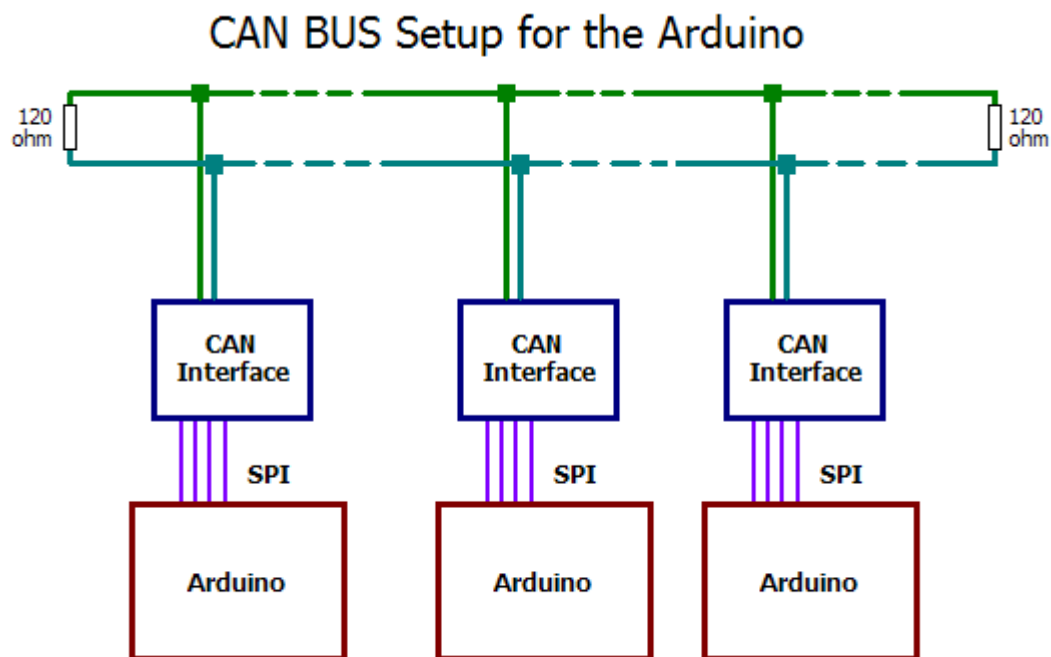 CAN BUS Setup for the Arduino
120
ohm
120
ohm
CAN
Interface
CAN
Interface
CAN
Interface
SPI
SPI
SPI
Arduino
Arduino
Arduino